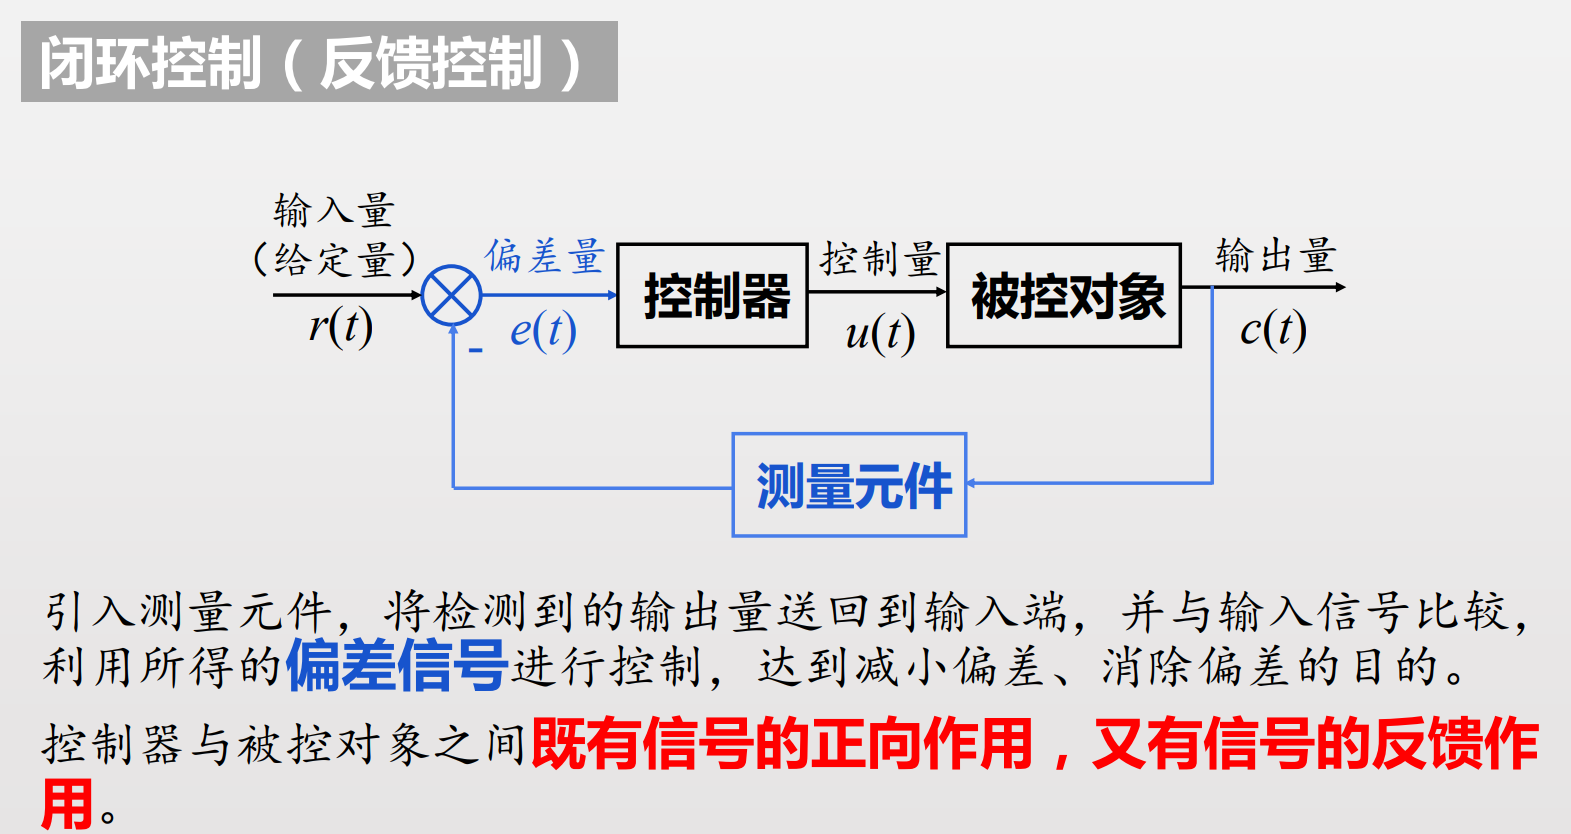 闭环控制（反馈控制）
输入量
（给定量）
r(t)
偏差量
e(t)
-
控制器
控制量
u(t)
被控对象
输出量
c(t)
测量元件
引入测量元件，将检测到的输出量送回到输入端，并与输入信号比较，
利用所得的偏差信号进行控制，达到减小偏差、消除偏差的目的。
控制器与被控对象之间既有信号的正向作用，又有信号的反馈作
用。